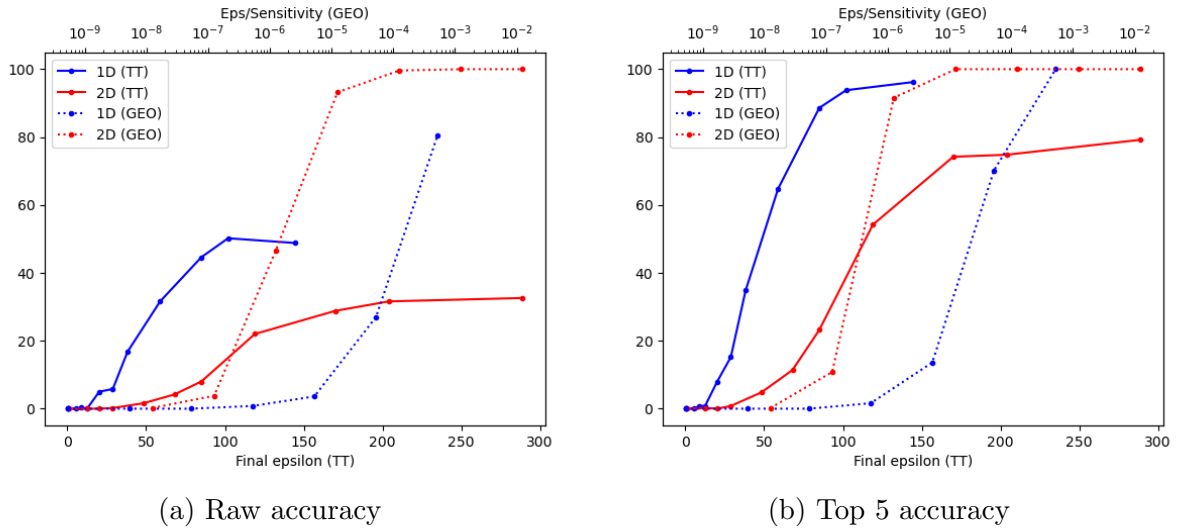 Eps/Sensitivity (GEO)
10⁻⁹ 10⁻⁸ 10⁻⁷ 10⁻⁶ 10⁻⁵ 10⁻⁴ 10⁻³ 10⁻²
100
80
60
40
20
0
1D (TT)
2D (TT)
1D (GEO)
2D (GEO)
0 50 100 150 200 250 300
Final epsilon (TT)
(a) Raw accuracy
Eps/Sensitivity (GEO)
10⁻⁹ 10⁻⁸ 10⁻⁷ 10⁻⁶ 10⁻⁵ 10⁻⁴ 10⁻³ 10⁻²
100
80
60
40
20
0
1D (TT)
2D (TT)
1D (GEO)
2D (GEO)
0 50 100 150 200 250 300
Final epsilon (TT)
(b) Top 5 accuracy